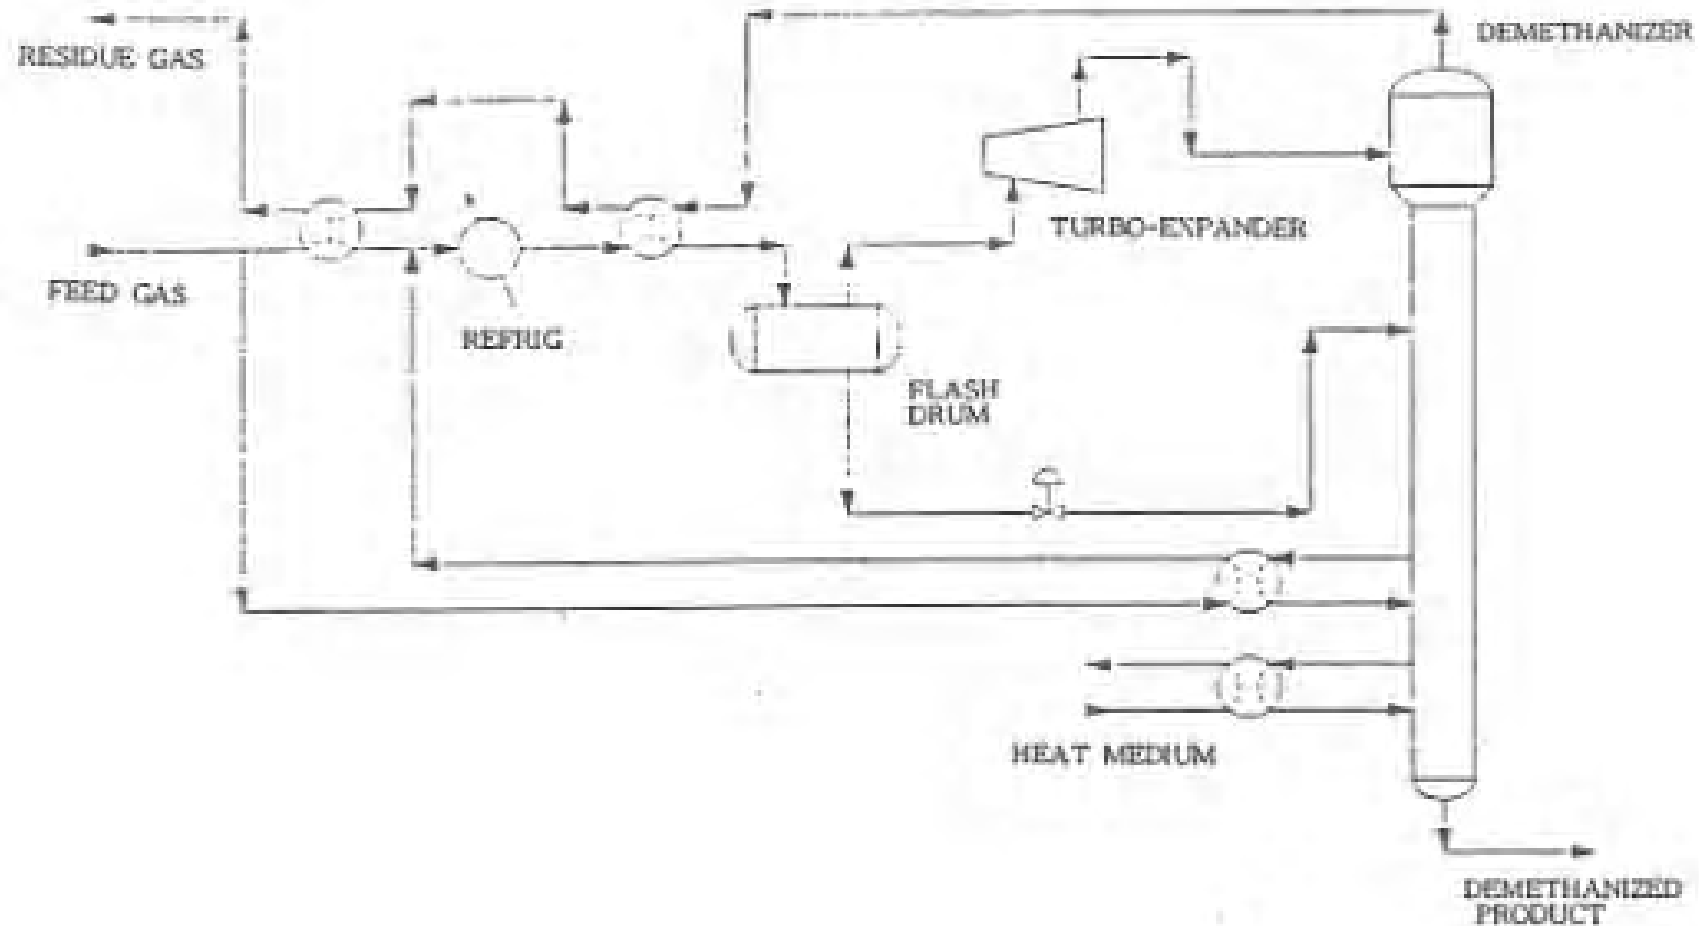 RESIDUE GAS
DEMETHANIZER
TURBO-EXPANDER
FEED GAS
REFRIG
FLASH
DRUM
HEAT MEDIUM
DEMETHANIZED
PRODUCT